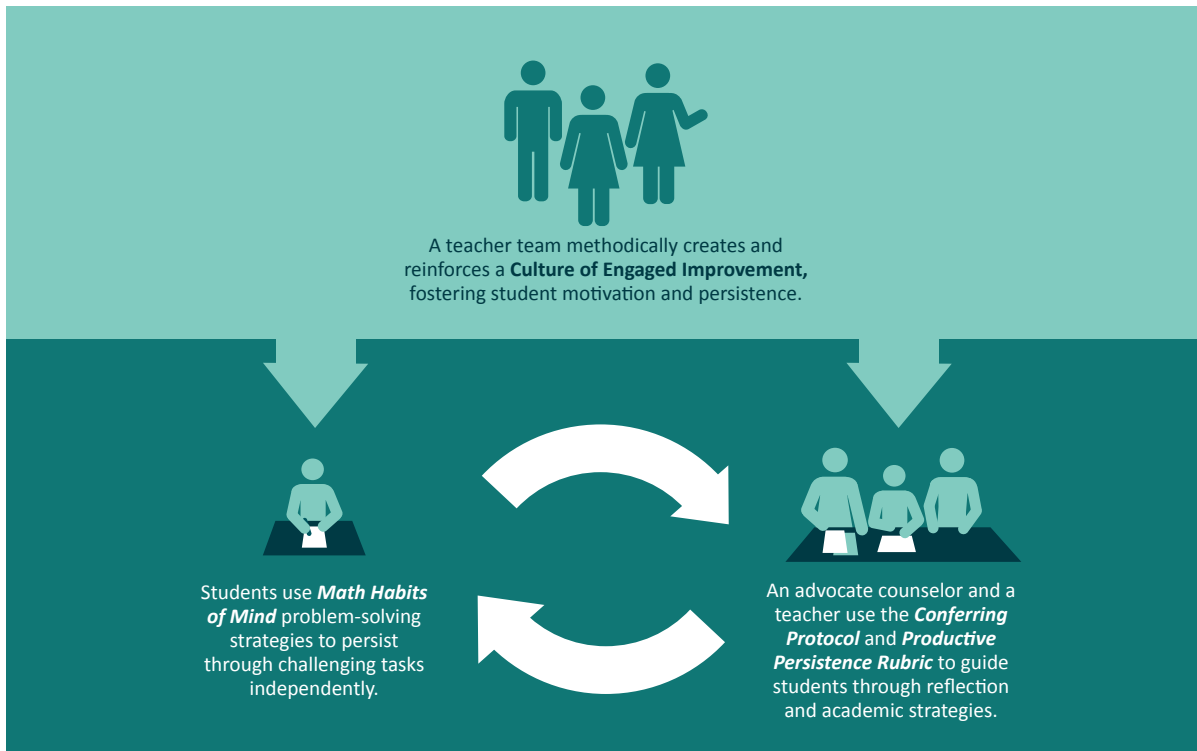 A teacher team methodically creates and
reinforces a Culture of Engaged Improvement,
fostering student motivation and persistence.
Students use Math Habits
of Mind problem-solving
strategies to persist
through challenging tasks
independently.
An advocate counselor and a
teacher use the Conferring
Protocol and Productive
Persistence Rubric to guide
students through reflection
and academic strategies.